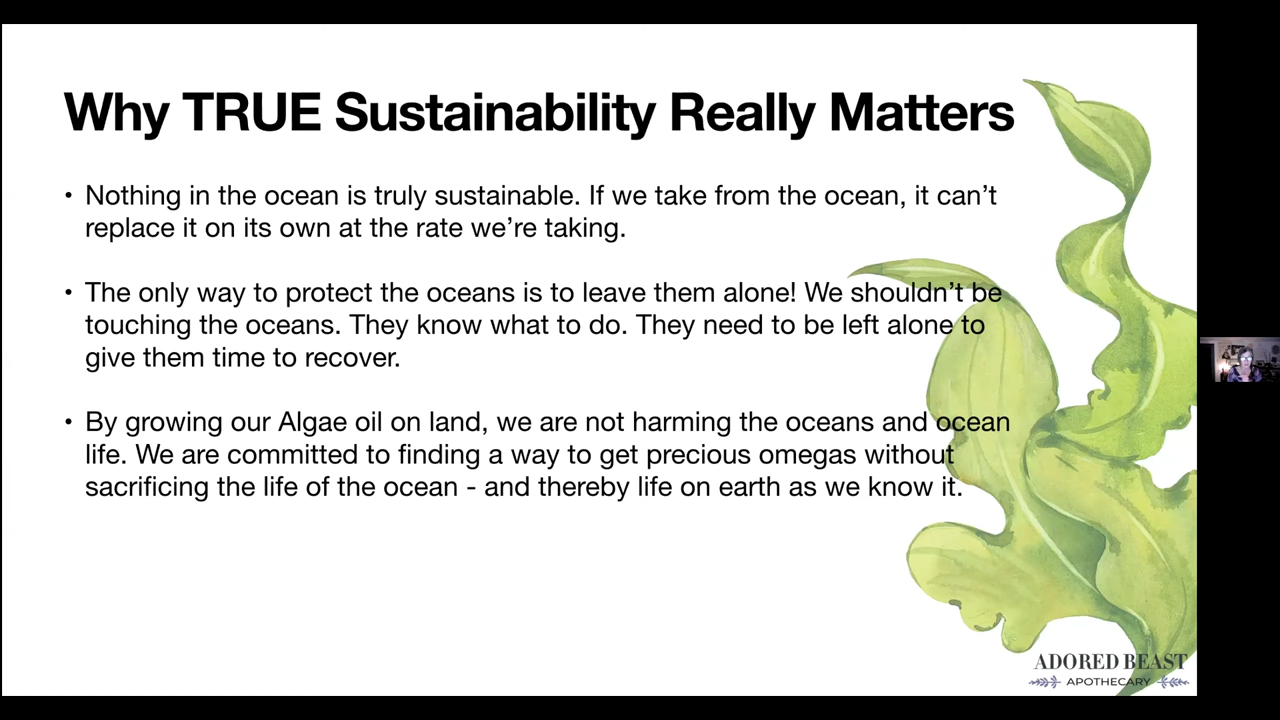 Why TRUE Sustainability Really Matters
• Nothing in the ocean is truly sustainable. If we take from the ocean, it can’t
replace it on its own at the rate we’re taking.
• The only way to protect the oceans is to leave them alone! We shouldn’t be
touching the oceans. They know what to do. They need to be left alone to
give them time to recover.
• By growing our Algae oil on land, we are not harming the oceans and ocean
life. We are committed to finding a way to get precious omegas without
sacrificing the life of the ocean - and thereby life on earth as we know it.
ADORED BEAST
APOTHECARY